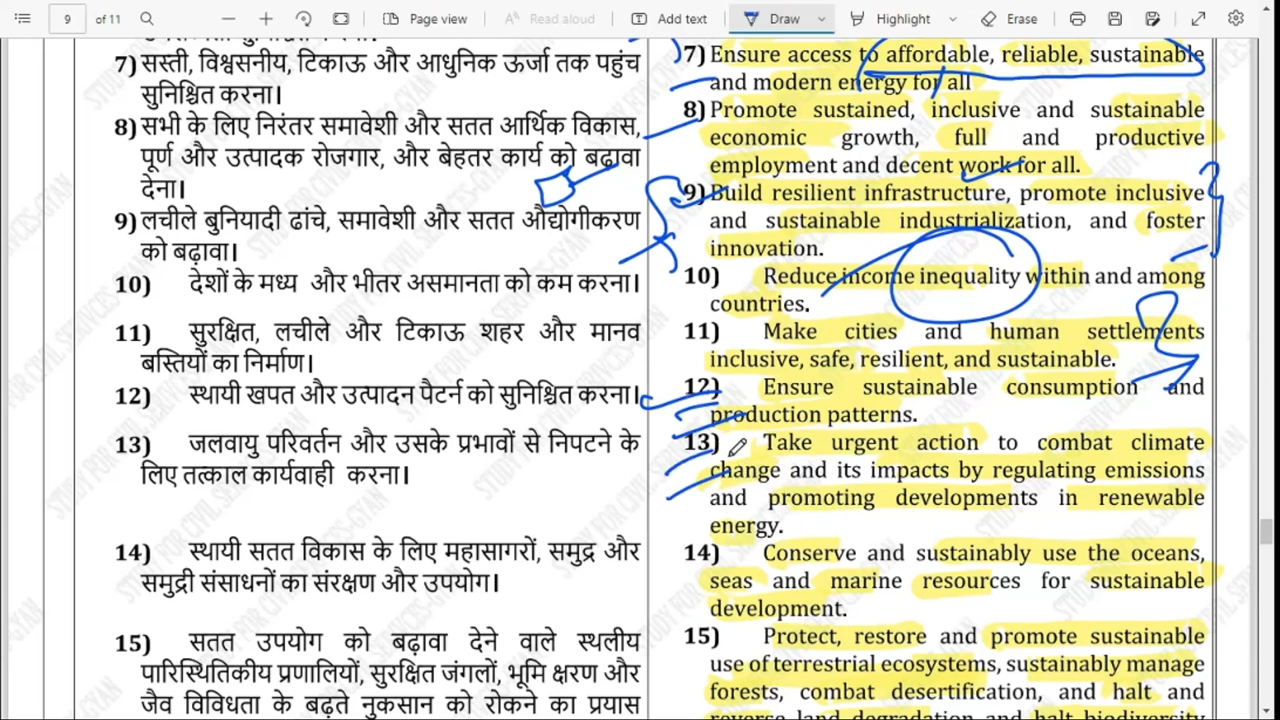 9 of 11
Page view
Read aloud
Add text
Draw
Highlight
Erase
7) सस्ती, विश्वसनीय, टिकाऊ और आधुनिक ऊर्जा तक पहुंच
सुनिश्चित करना।
8) सभी के लिए निरंतर समावेशी और सतत आर्थिक विकास,
पूर्ण और उत्पादक रोजगार, और बेहतर कार्य को बढ़ावा
देना।
9) लचीले बुनियादी ढांचे, समावेशी और सतत औद्योगीकरण
को बढ़ावा।
10) देशों के मध्य और भीतर असमानता को कम करना।
11) सुरक्षित, लचीले और टिकाऊ शहर और मानव
बस्तियों का निर्माण।
12) स्थायी खपत और उत्पादन पैटर्न को सुनिश्चित करना।
13) जलवायु परिवर्तन और उसके प्रभावों से निपटने के
लिए तत्काल कार्यवाही करना।
14) स्थायी सतत विकास के लिए महासागरों, समुद्र और
समुद्री संसाधनों का संरक्षण और उपयोग।
15) सतत उपयोग को बढ़ावा देने वाले स्थलीय
पारिस्थितिकीय प्रणालियों, सुरक्षित जंगलों, भूमि क्षरण और
जैव विविधता के बढ़ते नुकसान को रोकने का प्रयास
7) Ensure access to affordable, reliable, sustainable
and modern energy for all
8) Promote sustained, inclusive and sustainable
economic growth, full and productive
employment and decent work for all.
9) Build resilient infrastructure, promote inclusive
and sustainable industrialization, and foster
innovation.
10) Reduce income inequality within and among
countries.
11) Make cities and human settlements
inclusive, safe, resilient, and sustainable.
12) Ensure sustainable consumption and
production patterns.
13) Take urgent action to combat climate
change and its impacts by regulating emissions
and promoting developments in renewable
energy.
14) Conserve and sustainably use the oceans,
seas and marine resources for sustainable
development.
15) Protect, restore and promote sustainable
use of terrestrial ecosystems, sustainably manage
forests, combat desertification, and halt and
reverse land degradation and halt biodiversity
STUDY FOR CIVIL SERVICES-GYAN